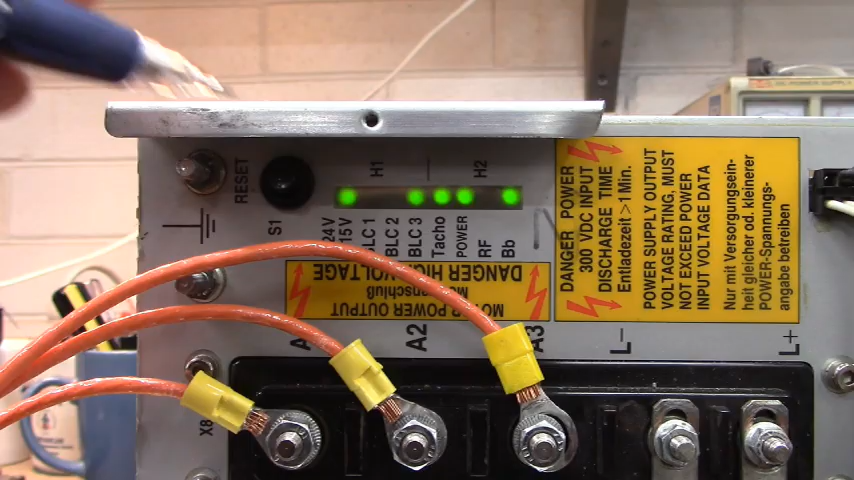 H1
H2
RESET
S1
24V
15V
BLC 1
BLC 2
BLC 3
Tacho
POWER
RF
Bb
DANGER HIGH VOLTAGE
MOTOR POWER OUTPUT
DANGER POWER
300 VDC INPUT
DISCHARGE TIME
Entladezeit >1 Min.
POWER SUPPLY OUTPUT
VOLTAGE RATING, MUST
NOT EXCEED POWER
INPUT VOLTAGE DATA
Nur mit Versorgungsein-
heit gleicher od. kleinerer
POWER-Spannungs-
angabe betreiben
A2
A3
L-
L+
X8